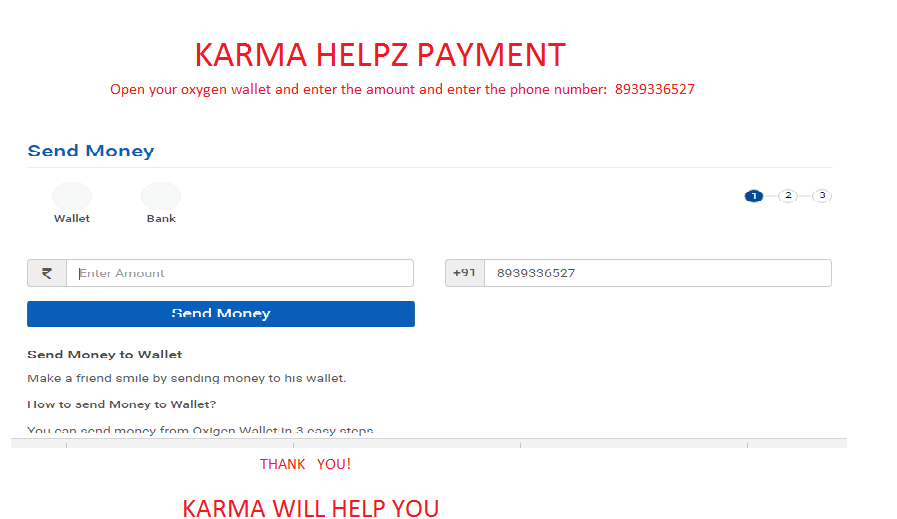 KARMA HELPZ PAYMENT
Open your oxygen wallet and enter the amount and enter the phone number: 8939336527
Send Money
Wallet Bank 1 2 3
₹ Enter Amount +91 8939336527
Send Money
Send Money to Wallet
Make a friend smile by sending money to his wallet.
How to send Money to Wallet?
You can send money from Oxigen Wallet in 3 easy steps
THANK YOU!
KARMA WILL HELP YOU